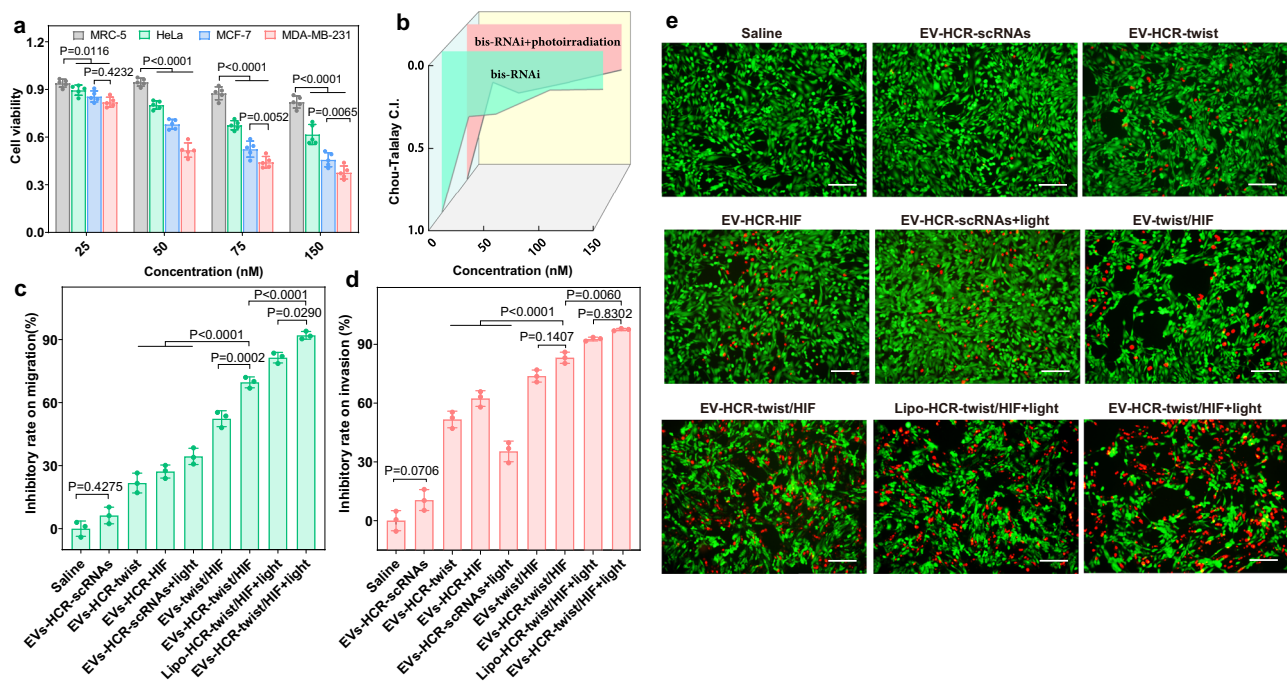 a
MRC-5 HeLa MCF-7 MDA-MB-231
P=0.0116
P=0.4232
P<0.0001
P<0.0001
P=0.0052
P<0.0001
P=0.0065
Cell viability
1.2
0.9
0.6
0.3
0.0
25 50 75 150
Concentration (nM)
b
bis-RNAi+photoirradiation
bis-RNAi
Chou-Talalay C.I.
0.0
0.5
1.0
0 50 100 150
Concentration (nM)
c
Inhibitory rate on migration(%)
90
60
30
0
P=0.4275
P<0.0001
P=0.0002
P<0.0001
P=0.0290
Saline
EVs-HCR-scRNAs
EVs-HCR-twist
EVs-HCR-HIF
EVs-HCR-scRNAs+light
EVs-twist/HIF
EVs-HCR-twist/HIF
Lipo-HCR-twist/HIF+light
EVs-HCR-twist/HIF+light
d
Inhibitory rate on invasion (%)
90
60
30
0
P=0.0706
P<0.0001
P=0.1407
P=0.0060
P=0.8302
Saline
EVs-HCR-scRNAs
EVs-HCR-twist
EVs-HCR-HIF
EVs-HCR-scRNAs+light
EVs-twist/HIF
EVs-HCR-twist/HIF
Lipo-HCR-twist/HIF+light
EVs-HCR-twist/HIF+light
e
Saline EV-HCR-scRNAs EV-HCR-twist
EV-HCR-HIF EV-HCR-scRNAs+light EV-twist/HIF
EV-HCR-twist/HIF Lipo-HCR-twist/HIF+light EV-HCR-twist/HIF+light